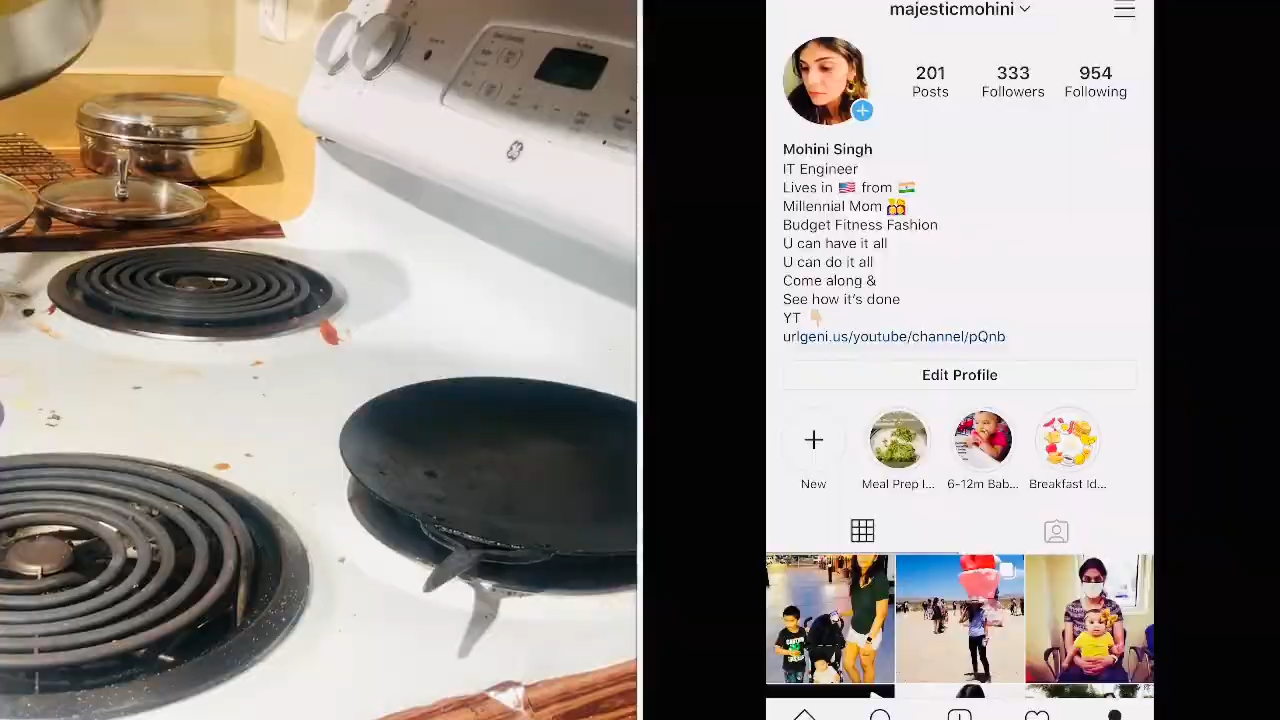 majesticmohini
201 333 954
Posts Followers Following
Mohini Singh
IT Engineer
Lives in 🇺🇸 from 🇮🇳
Millennial Mom 👯
Budget Fitness Fashion
U can have it all
U can do it all
Come along &
See how it's done
YT 👇🏻
urlgeni.us/youtube/channel/pQnb
Edit Profile
New Meal Prep I... 6-12m Bab... Breakfast Id...